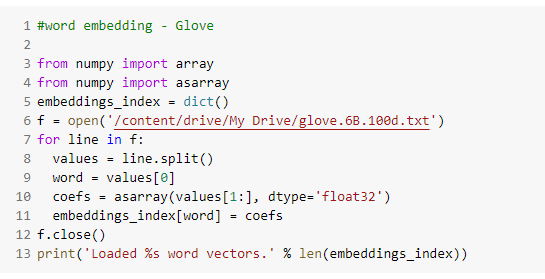 1 #word embedding - Glove
2
3 from numpy import array
4 from numpy import asarray
5 embeddings_index = dict()
6 f = open('/content/drive/My Drive/glove.6B.100d.txt')
7 for line in f:
8   values = line.split()
9   word = values[0]
10   coefs = asarray(values[1:], dtype='float32')
11   embeddings_index[word] = coefs
12 f.close()
13 print('Loaded %s word vectors.' % len(embeddings_index))